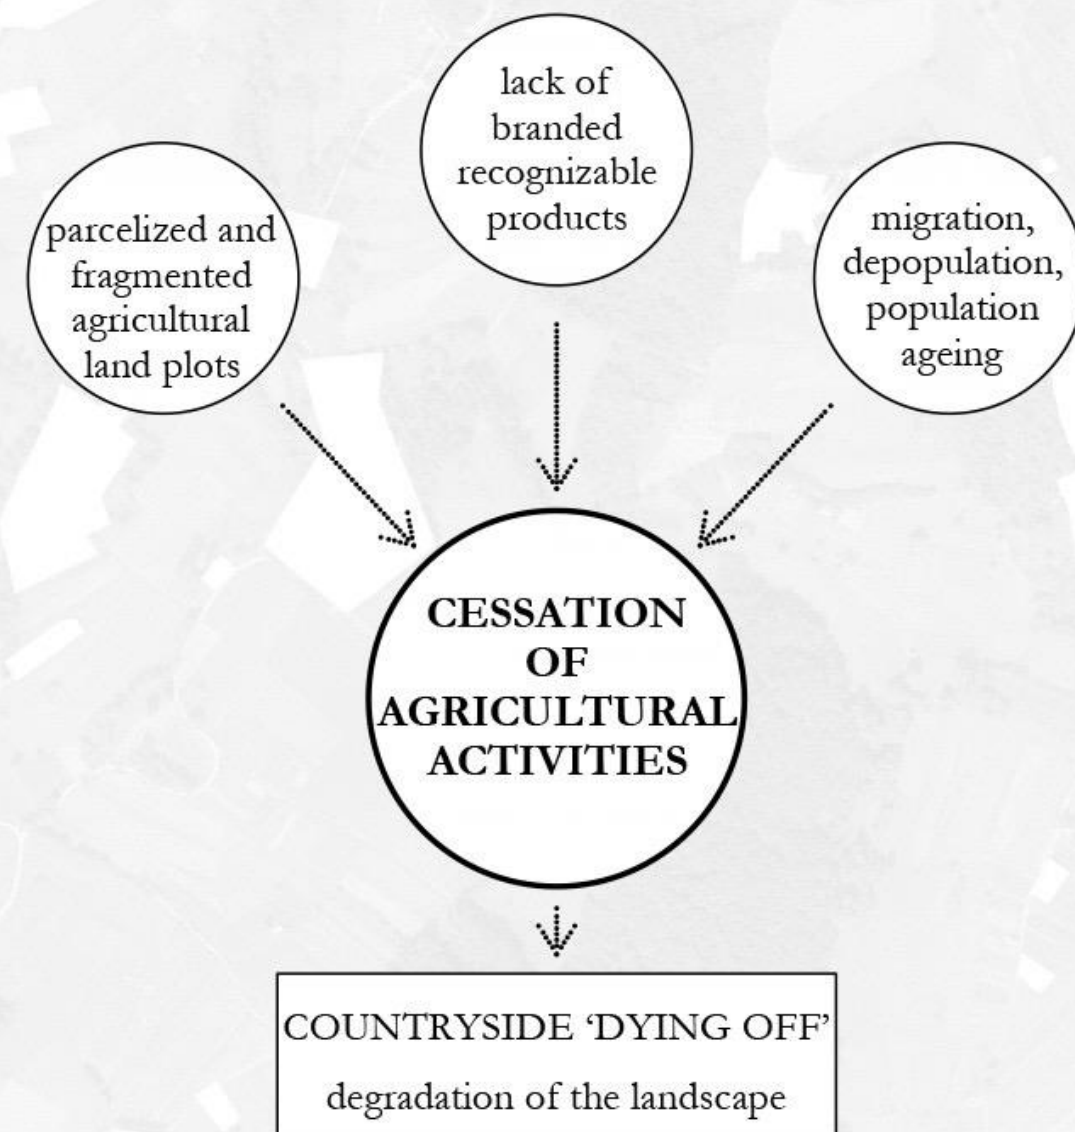 lack of
branded
recognizable
products
parcelized and
fragmented
agricultural
land plots
migration,
depopulation,
population
ageing
CESSATION
OF
AGRICULTURAL
ACTIVITIES
COUNTRYSIDE ‘DYING OFF’
degradation of the landscape